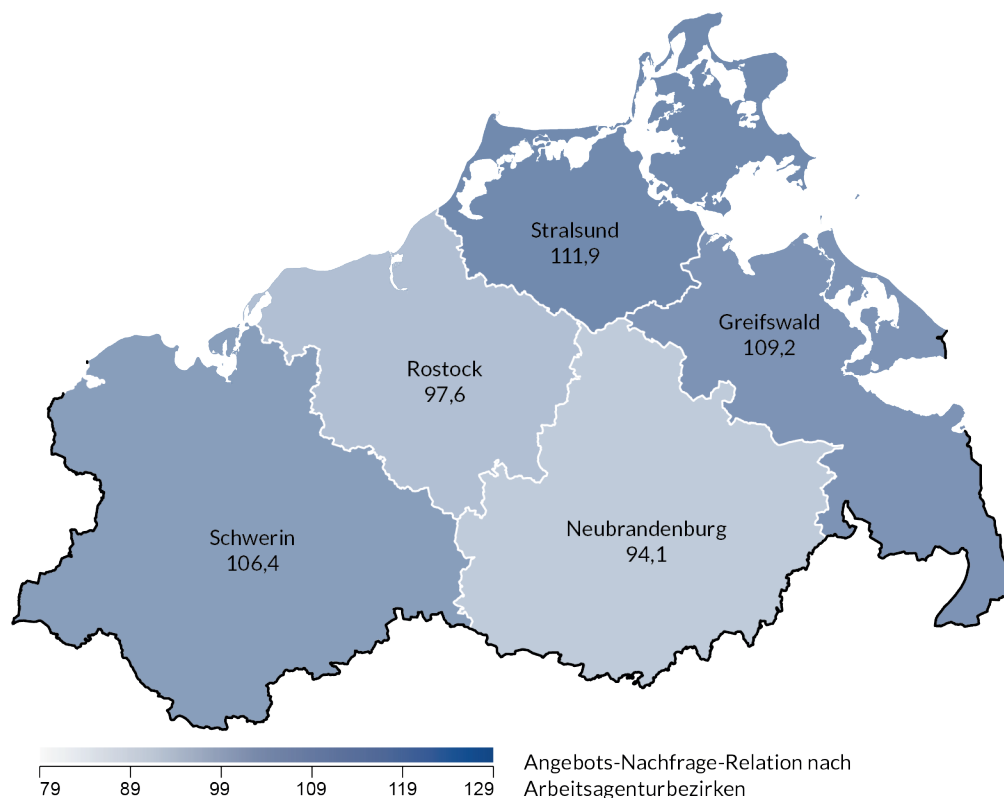 Stralsund
111,9
Greifswald
109,2
Rostock
97,6
Neubrandenburg
94,1
Schwerin
106,4
79 89 99 109 119 129
Angebots-Nachfrage-Relation nach
Arbeitsagenturbezirken